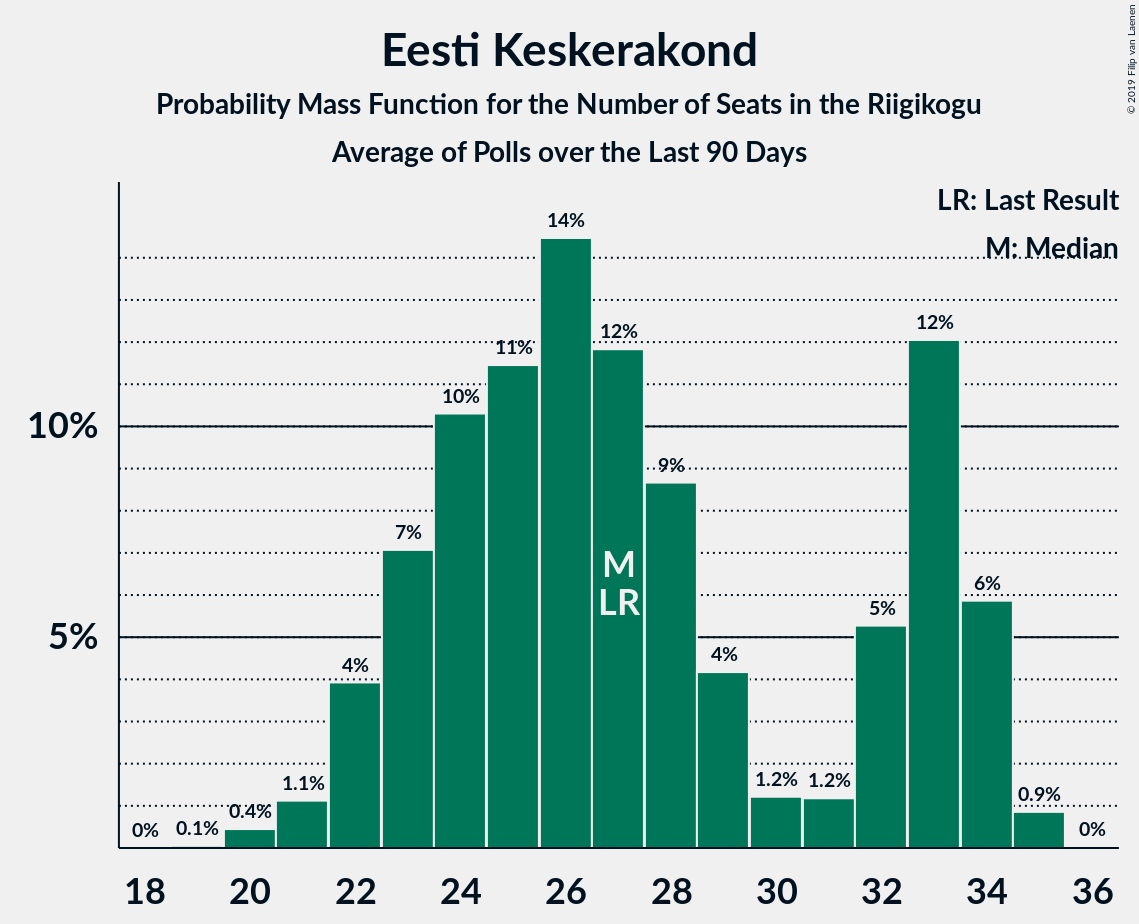 Eesti Keskerakond
Probability Mass Function for the Number of Seats in the Riigikogu
Average of Polls over the Last 90 Days
© 2019 Filip van Laenen
LR: Last Result
M: Median
10%
5%
0%
0.1%
0.4%
1.1%
4%
7%
10%
11%
14%
12%
9%
4%
1.2%
1.2%
5%
12%
6%
0.9%
0%
M
LR
18 20 22 24 26 28 30 32 34 36